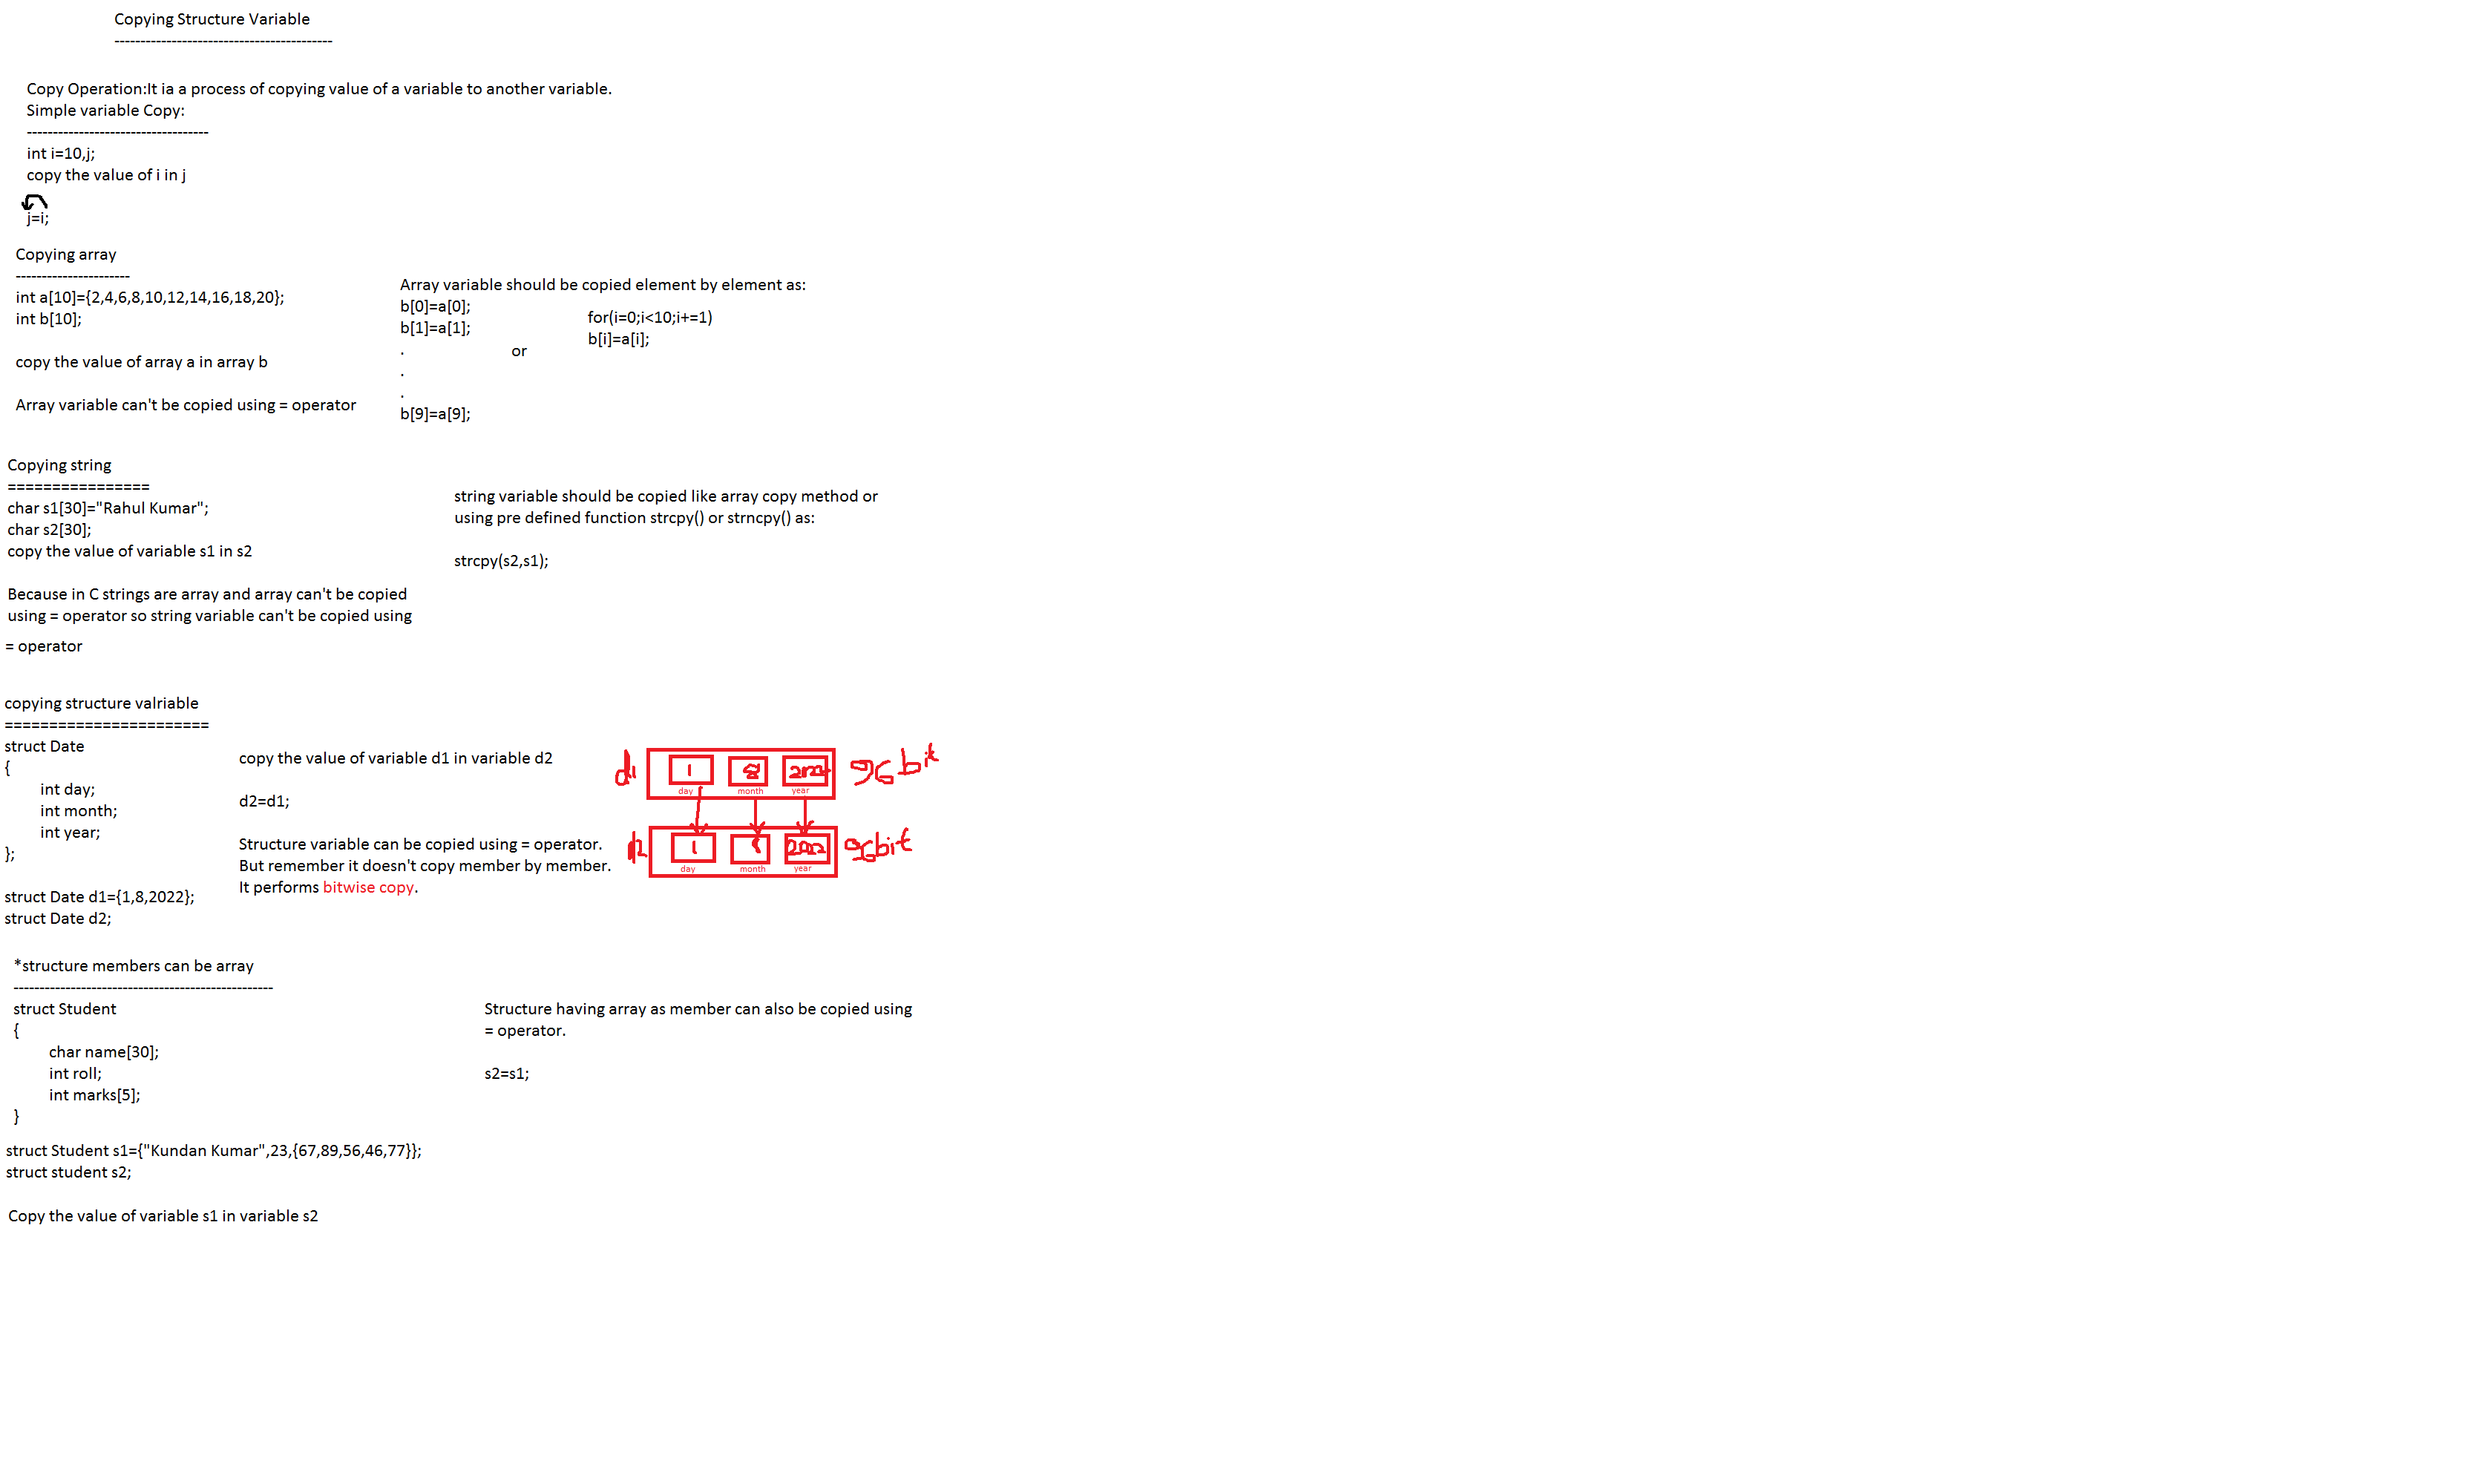 Copying Structure Variable
------------------------------------------
Copy Operation:It ia a process of copying value of a variable to another variable.
Simple variable Copy:
-----------------------------------
int i=10,j;
copy the value of i in j
j=i;
Copying array
----------------------
int a[10]={2,4,6,8,10,12,14,16,18,20};
int b[10];
copy the value of array a in array b
Array variable can't be copied using = operator
Array variable should be copied element by element as:
b[0]=a[0];
b[1]=a[1];
.
.
.
b[9]=a[9];
or
for(i=0;i<10;i+=1)
b[i]=a[i];
Copying string
================
char s1[30]="Rahul Kumar";
char s2[30];
copy the value of variable s1 in s2
Because in C strings are array and array can't be copied
using = operator so string variable can't be copied using
= operator
string variable should be copied like array copy method or
using pre defined function strcpy() or strncpy() as:
strcpy(s2,s1);
copying structure valriable
=======================
struct Date
{
int day;
int month;
int year;
};
struct Date d1={1,8,2022};
struct Date d2;
copy the value of variable d1 in variable d2
d2=d1;
Structure variable can be copied using = operator.
But remember it doesn't copy member by member.
It performs bitwise copy.
d1 1 8 2022 96 bit
day month year
d2 1 8 2022 96bit
day month year
*structure members can be array
--------------------------------------------------
struct Student
{
char name[30];
int roll;
int marks[5];
}
struct Student s1={"Kundan Kumar",23,{67,89,56,46,77}};
struct student s2;
Copy the value of variable s1 in variable s2
Structure having array as member can also be copied using
= operator.
s2=s1;